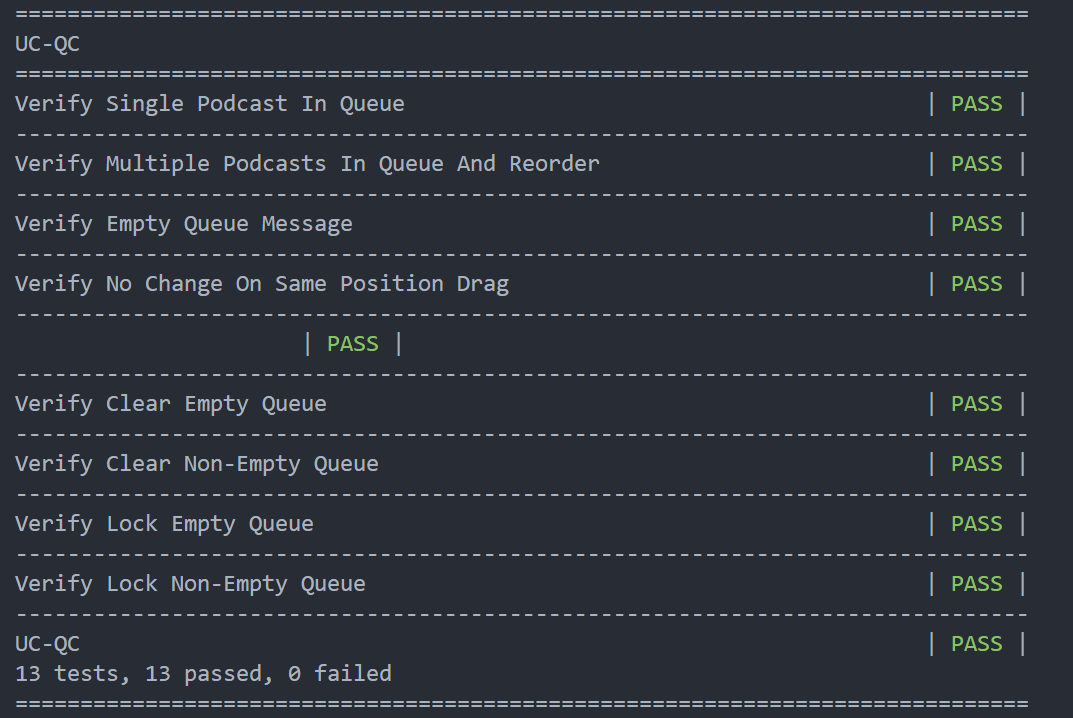 ==============================================================================
UC-QC
==============================================================================
Verify Single Podcast In Queue                                        | PASS |
------------------------------------------------------------------------------
Verify Multiple Podcasts In Queue And Reorder                         | PASS |
------------------------------------------------------------------------------
Verify Empty Queue Message                                            | PASS |
------------------------------------------------------------------------------
Verify No Change On Same Position Drag                                | PASS |
------------------------------------------------------------------------------
                      | PASS |
------------------------------------------------------------------------------
Verify Clear Empty Queue                                              | PASS |
------------------------------------------------------------------------------
Verify Clear Non-Empty Queue                                          | PASS |
------------------------------------------------------------------------------
Verify Lock Empty Queue                                               | PASS |
------------------------------------------------------------------------------
Verify Lock Non-Empty Queue                                           | PASS |
------------------------------------------------------------------------------
UC-QC                                                                 | PASS |
13 tests, 13 passed, 0 failed
==============================================================================